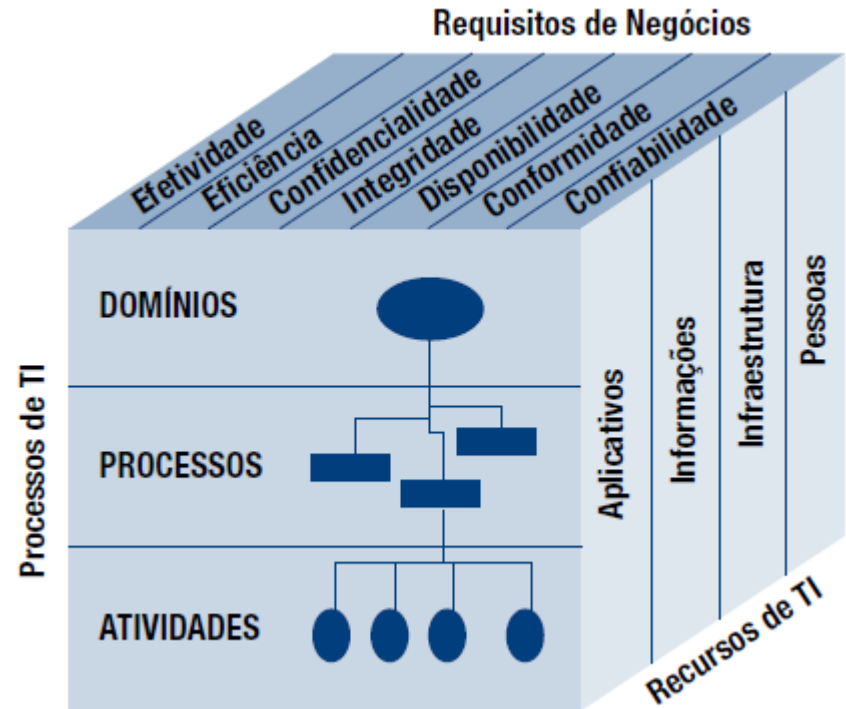 Requisitos de Negócios
Efetividade
Eficiência
Confidencialidade
Integridade
Disponibilidade
Conformidade
Confiabilidade
Processos de TI
DOMÍNIOS
PROCESSOS
ATIVIDADES
Aplicativos
Informações
Infraestrutura
Pessoas
Recursos de TI